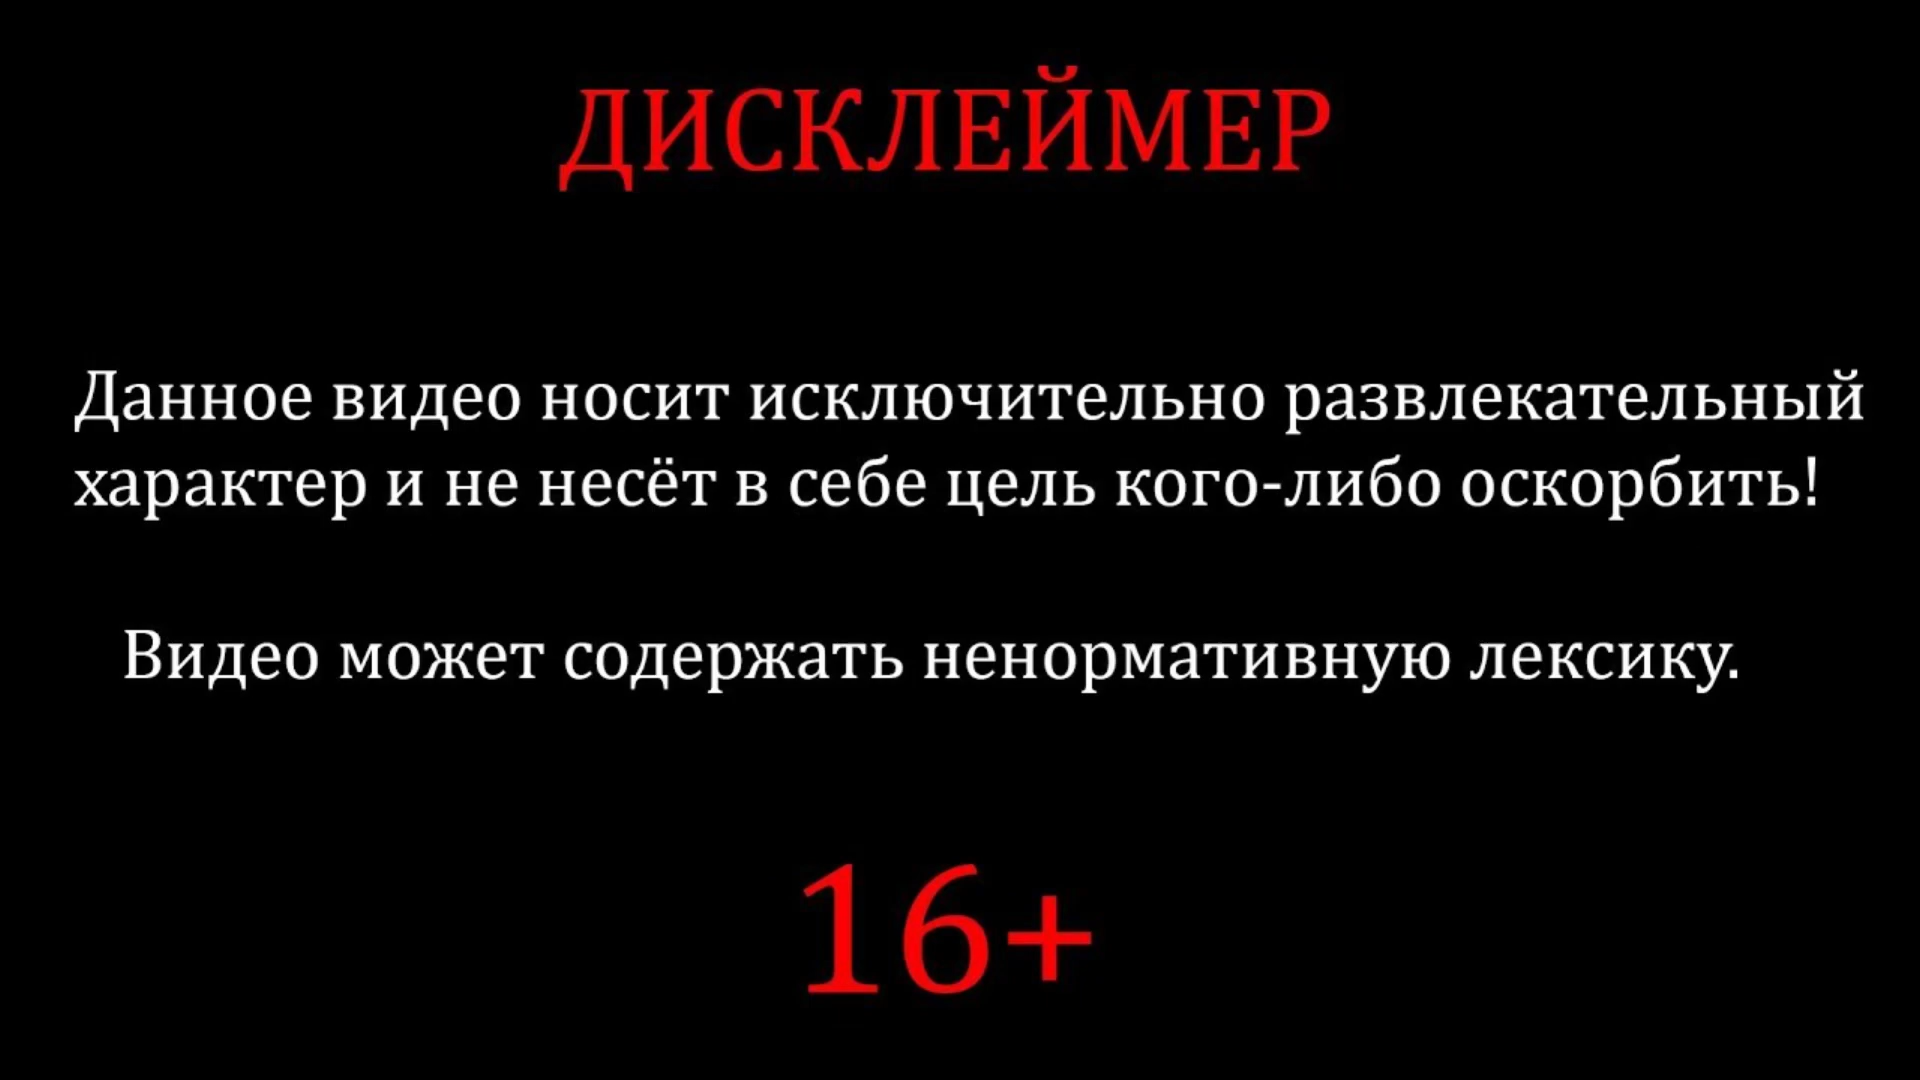 ДИСКЛЕЙМЕР
Данное видео носит исключительно развлекательный
характер и не несёт в себе цель кого-либо оскорбить!
Видео может содержать ненормативную лексику.
16+